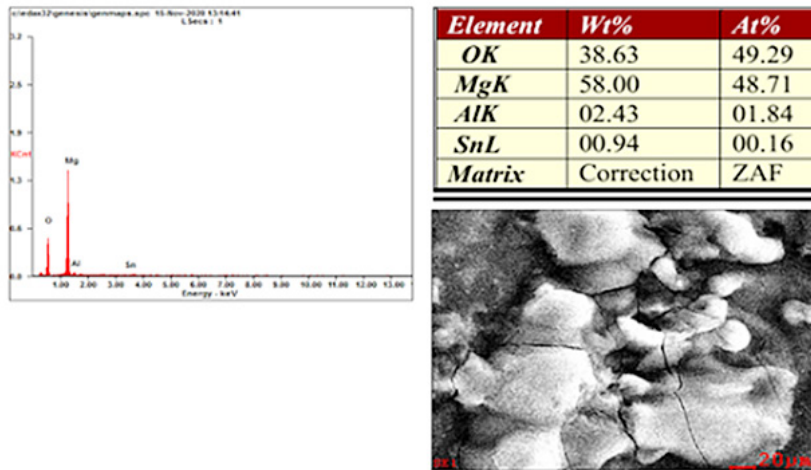 c:\edax32\genesis\genmaps.spc 15-Nov-2020 13:14:41
LSecs : 1
3.2
2.6
1.9
KCnt
1.3
0.6
0.0
Mg
O
Al
Sn
1.00 2.00 3.00 4.00 5.00 6.00 7.00 8.00 9.00 10.00 11.00 12.00 13.00
Energy - keV
Element Wt% At%
OK 38.63 49.29
MgK 58.00 48.71
AlK 02.43 01.84
SnL 00.94 00.16
Matrix Correction ZAF
20µm